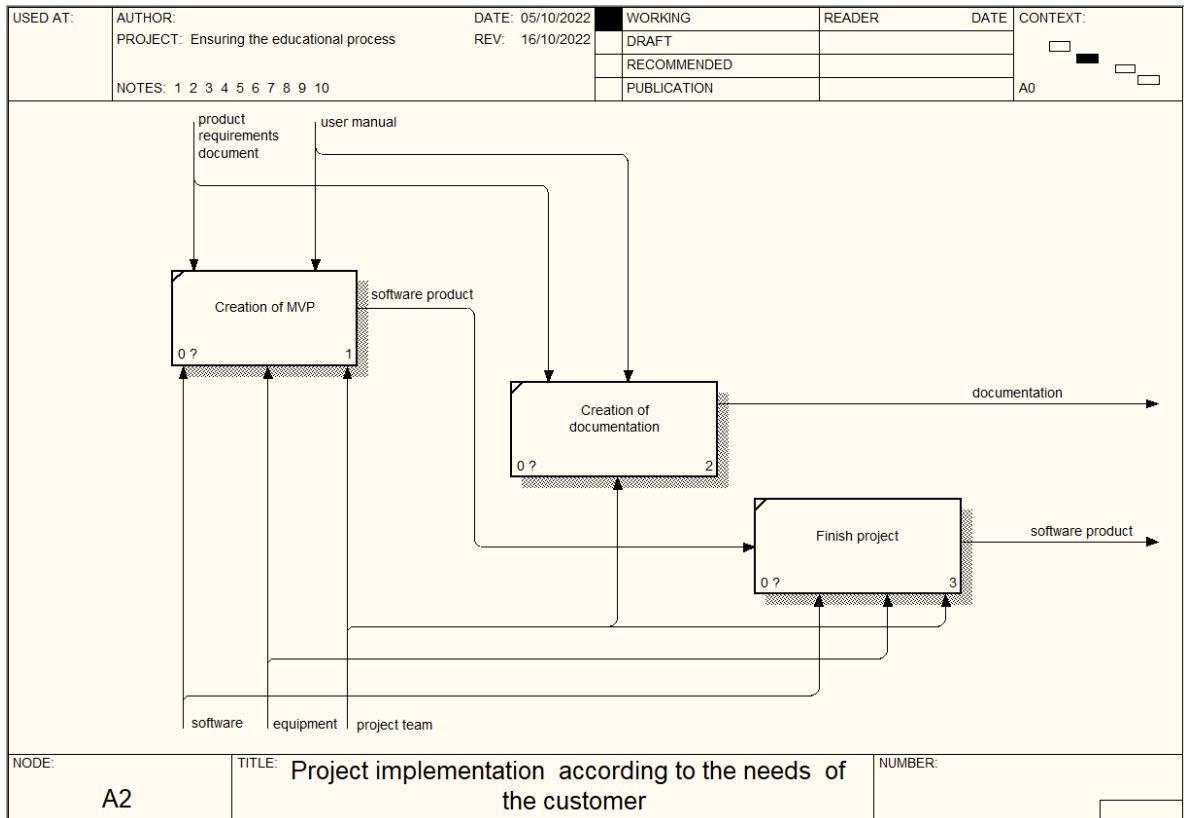 USED AT:
AUTHOR:
DATE: 05/10/2022
WORKING
READER
DATE
CONTEXT:
PROJECT: Ensuring the educational process
REV: 16/10/2022
DRAFT
RECOMMENDED
NOTES: 1 2 3 4 5 6 7 8 9 10
PUBLICATION
A0
product
requirements
document
user manual
Creation of MVP
0 ?
1
software product
Creation of
documentation
0 ?
2
documentation
Finish project
0 ?
3
software product
software
equipment
project team
NODE:
A2
TITLE:
Project implementation according to the needs of
the customer
NUMBER: